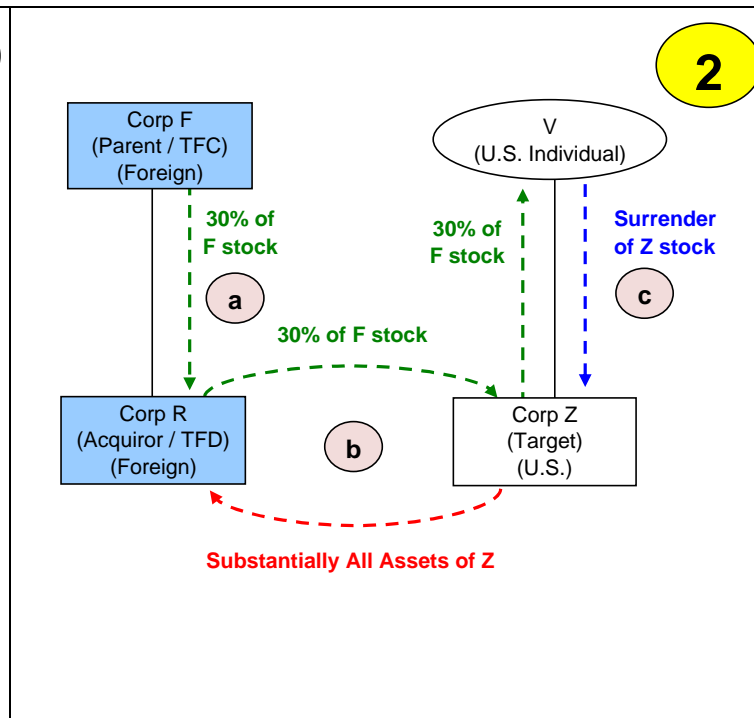 2
Corp F
(Parent / TFC)
(Foreign)
V
(U.S. Individual)
30% of
F stock
30% of
F stock
Surrender
of Z stock
a
c
30% of F stock
Corp R
(Acquiror / TFD)
(Foreign)
b
Corp Z
(Target)
(U.S.)
Substantially All Assets of Z